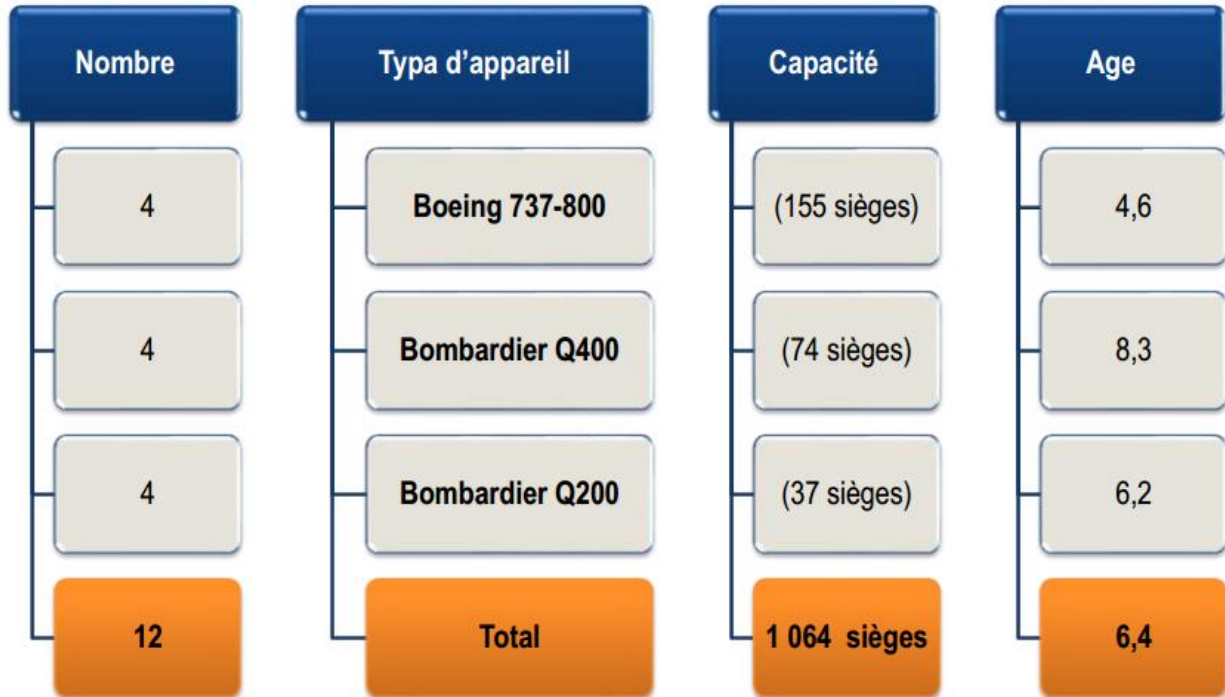 Nombre Typa d’appareil Capacité Age
4 Boeing 737-800 (155 sièges) 4,6
4 Bombardier Q400 (74 sièges) 8,3
4 Bombardier Q200 (37 sièges) 6,2
12 Total 1 064 sièges 6,4